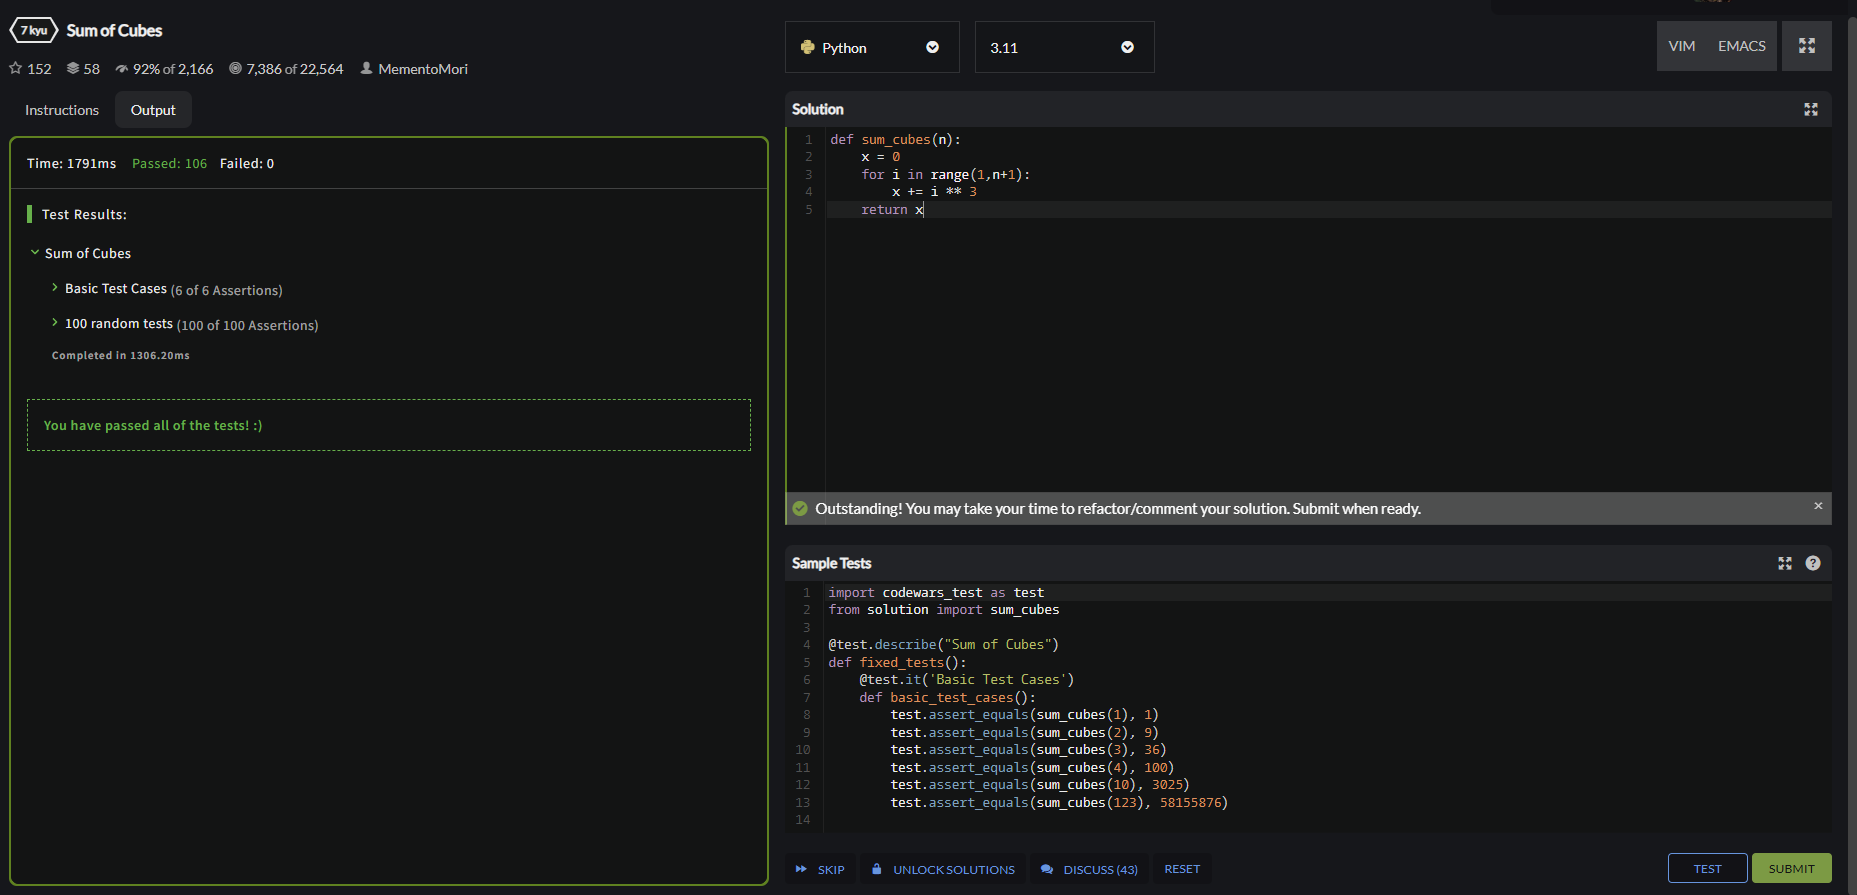 7 kyu Sum of Cubes
152 58 92% of 2,166 7,386 of 22,564 MementoMori
Instructions Output
Time: 1791ms Passed: 106 Failed: 0
Test Results:
Sum of Cubes
Basic Test Cases (6 of 6 Assertions)
100 random tests (100 of 100 Assertions)
Completed in 1306.20ms
You have passed all of the tests! :)
Python 3.11 VIM EMACS
Solution
1 def sum_cubes(n):
2     x = 0
3     for i in range(1,n+1):
4         x += i ** 3
5     return x
Outstanding! You may take your time to refactor/comment your solution. Submit when ready. ×
Sample Tests ?
1 import codewars_test as test
2 from solution import sum_cubes
3
4 @test.describe("Sum of Cubes")
5 def fixed_tests():
6     @test.it('Basic Test Cases')
7     def basic_test_cases():
8         test.assert_equals(sum_cubes(1), 1)
9         test.assert_equals(sum_cubes(2), 9)
10         test.assert_equals(sum_cubes(3), 36)
11         test.assert_equals(sum_cubes(4), 100)
12         test.assert_equals(sum_cubes(10), 3025)
13         test.assert_equals(sum_cubes(123), 58155876)
14
SKIP UNLOCK SOLUTIONS DISCUSS (43) RESET TEST SUBMIT